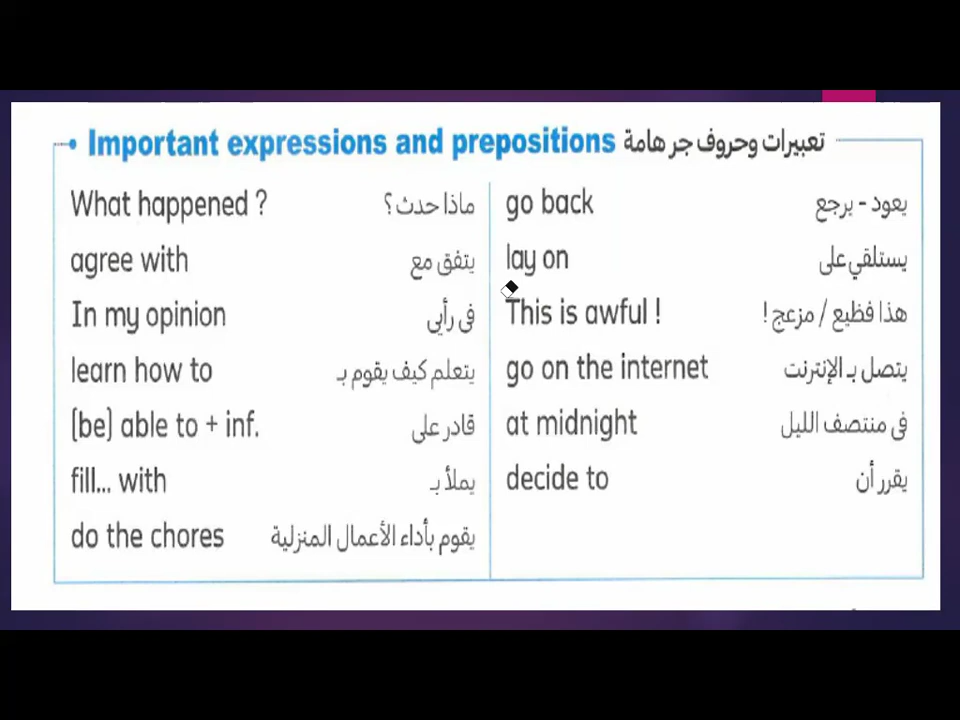 Important expressions and prepositions تعبيرات وحروف جر هامة
What happened ? ماذا حدث ؟
agree with يتفق مع
In my opinion فى رأيى
learn how to يتعلم كيف يقوم بـ
(be) able to + inf. قادر على
fill... with يملأ بـ
do the chores يقوم بأداء الأعمال المنزلية
go back يعود - يرجع
lay on يستلقي على
This is awful ! هذا فظيع / مزعج !
go on the internet يتصل بـ الإنترنت
at midnight فى منتصف الليل
decide to يقرر أن